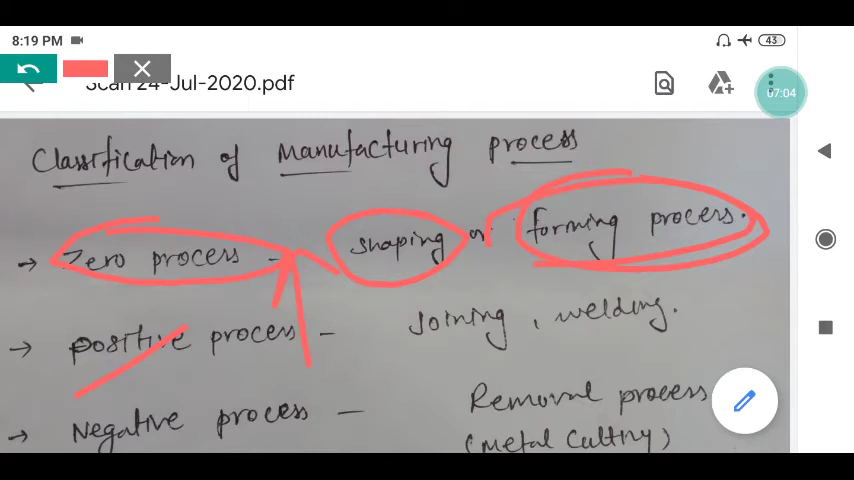 8:19 PM
43
Scan 24-Jul-2020.pdf
07:04
Classification of Manufacturing process
→ Zero process - shaping or forming process.
→ positive process - Joining, welding.
→ Negative process - Removal process
(Metal Cutting)